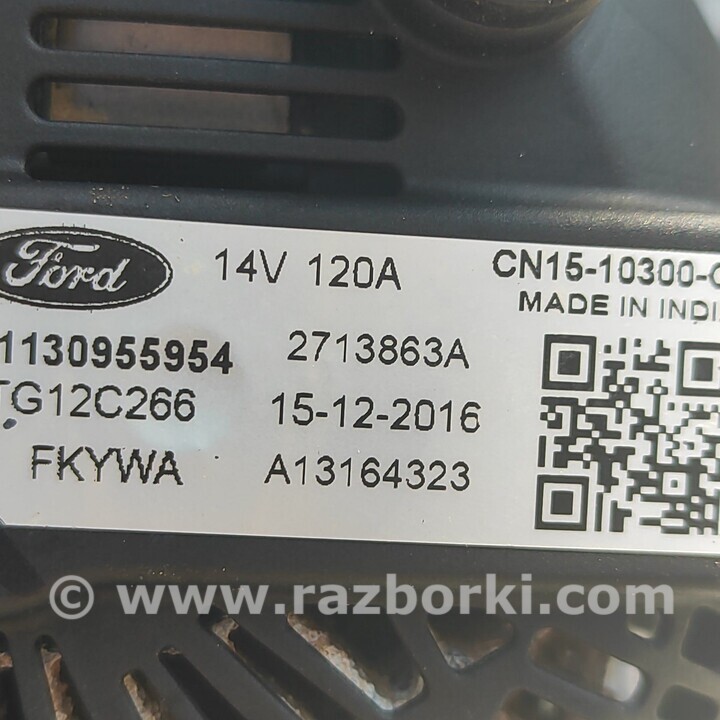 Ford
14V 120A
CN15-10300-
MADE IN INDI
1130955954
2713863A
TG12C266
15-12-2016
FKYWA
A13164323
© www.razborki.com